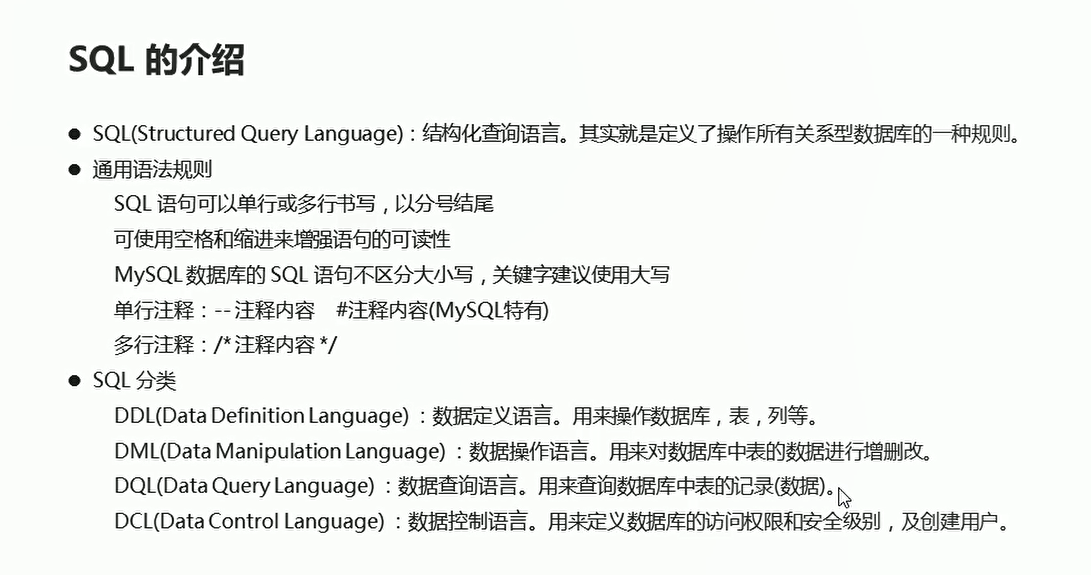 SQL 的介绍
● SQL(Structured Query Language)：结构化查询语言。其实就是定义了操作所有关系型数据库的一种规则。
● 通用语法规则
SQL 语句可以单行或多行书写，以分号结尾
可使用空格和缩进来增强语句的可读性
MySQL 数据库的 SQL 语句不区分大小写，关键字建议使用大写
单行注释：-- 注释内容 #注释内容(MySQL特有)
多行注释：/* 注释内容 */
● SQL 分类
DDL(Data Definition Language) ：数据定义语言。用来操作数据库，表，列等。
DML(Data Manipulation Language) ：数据操作语言。用来对数据库中表的数据进行增删改。
DQL(Data Query Language) ：数据查询语言。用来查询数据库中表的记录(数据)。
DCL(Data Control Language) ：数据控制语言。用来定义数据库的访问权限和安全级别，及创建用户。